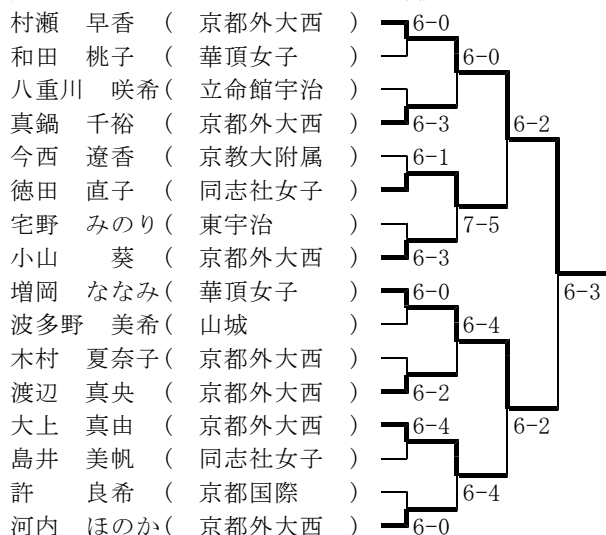 村瀬 早香 ( 京都外大西 ) 6-0
和田 桃子 ( 華頂女子 ) 6-0
八重川 咲希( 立命館宇治 )
真鍋 千裕 ( 京都外大西 ) 6-3 6-2
今西 遼香 ( 京教大附属 ) 6-1
徳田 直子 ( 同志社女子 )
宅野 みのり( 東宇治 ) 7-5
小山 葵 ( 京都外大西 ) 6-3
増岡 ななみ( 華頂女子 ) 6-0 6-3
波多野 美希( 山城 ) 6-4
木村 夏奈子( 京都外大西 )
渡辺 真央 ( 京都外大西 ) 6-2
大上 真由 ( 京都外大西 ) 6-4 6-2
島井 美帆 ( 同志社女子 )
許 良希 ( 京都国際 ) 6-4
河内 ほのか( 京都外大西 ) 6-0